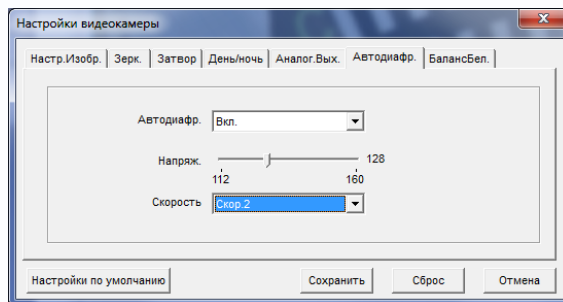 Настройки видеокамеры
Настр.Изобр. Зерк. Затвор День/ночь Аналог.Вых. Автодиафр. БалансБел.
Автодиафр. Вкл.
Напряж. 128
112 160
Скорость Скор.2
Настройки по умолчанию Сохранить Сброс Отмена